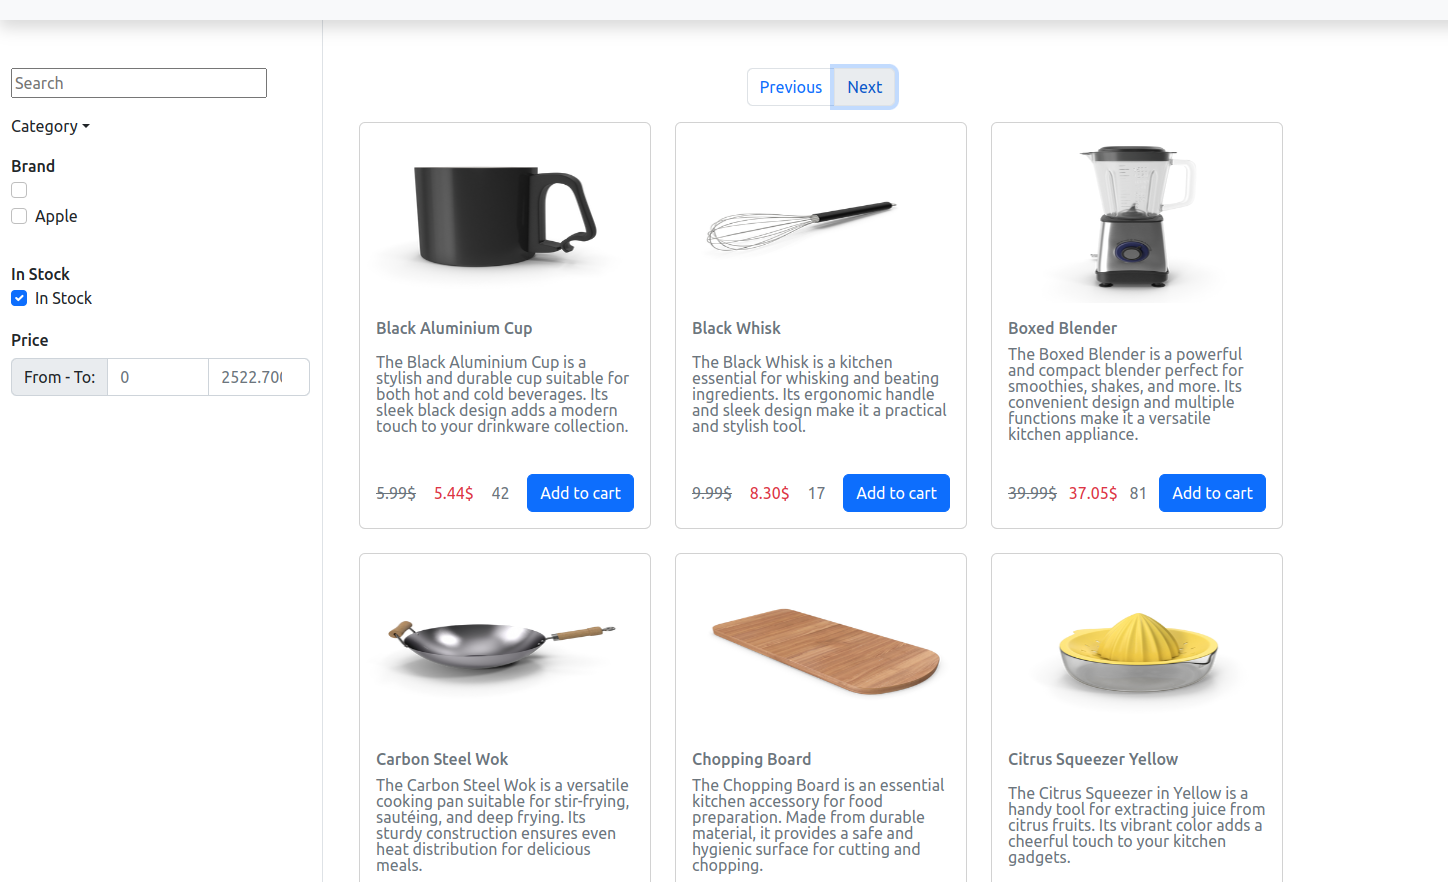 Search
Category
Brand
Apple
In Stock
In Stock
Price
From - To:
0
2522.70
Previous
Next
Black Aluminium Cup
The Black Aluminium Cup is a
stylish and durable cup suitable for
both hot and cold beverages. Its
sleek black design adds a modern
touch to your drinkware collection.
5.99$ 5.44$ 42 Add to cart
Black Whisk
The Black Whisk is a kitchen
essential for whisking and beating
ingredients. Its ergonomic handle
and sleek design make it a practical
and stylish tool.
9.99$ 8.30$ 17 Add to cart
Boxed Blender
The Boxed Blender is a powerful
and compact blender perfect for
smoothies, shakes, and more. Its
convenient design and multiple
functions make it a versatile
kitchen appliance.
39.99$ 37.05$ 81 Add to cart
Carbon Steel Wok
The Carbon Steel Wok is a versatile
cooking pan suitable for stir-frying,
sautéing, and deep frying. Its
sturdy construction ensures even
heat distribution for delicious
meals.
Chopping Board
The Chopping Board is an essential
kitchen accessory for food
preparation. Made from durable
material, it provides a safe and
hygienic surface for cutting and
chopping.
Citrus Squeezer Yellow
The Citrus Squeezer in Yellow is a
handy tool for extracting juice from
citrus fruits. Its vibrant color adds a
cheerful touch to your kitchen
gadgets.